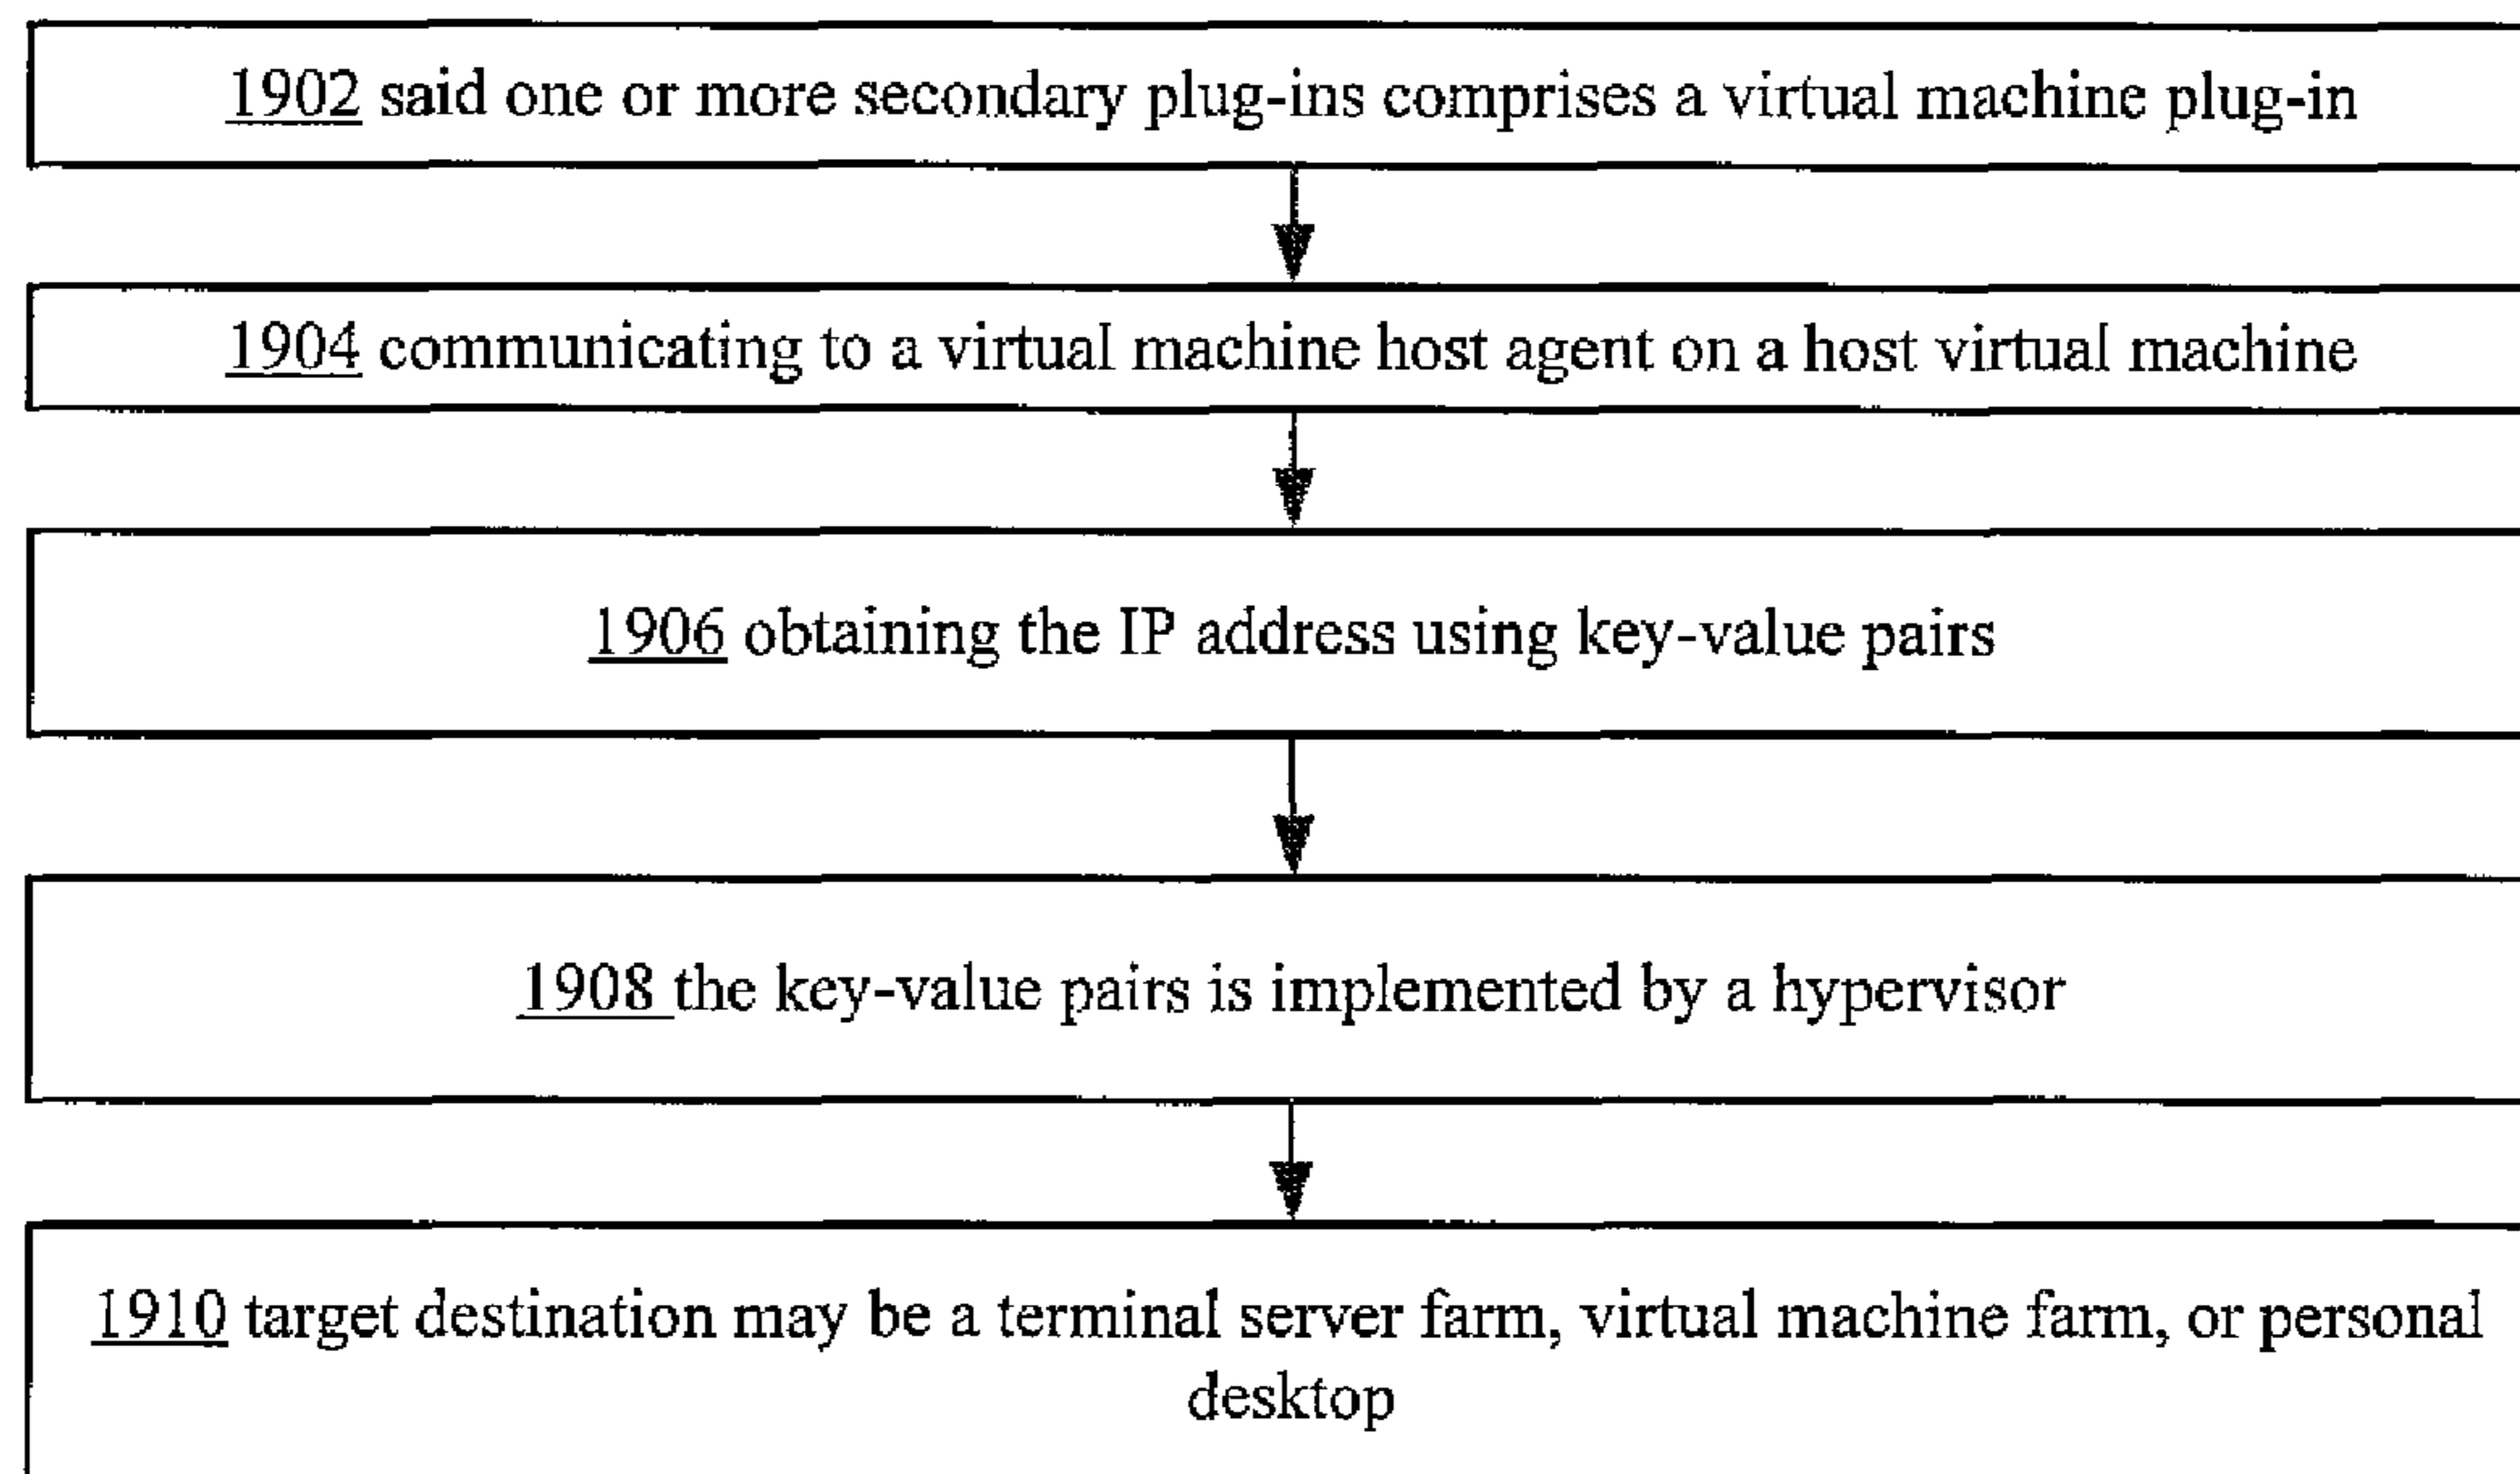 1902 said one or more secondary plug-ins comprises a virtual machine plug-in
1904 communicating to a virtual machine host agent on a host virtual machine
1906 obtaining the IP address using key-value pairs
1908 the key-value pairs is implemented by a hypervisor
1910 target destination may be a terminal server farm, virtual machine farm, or personal
desktop